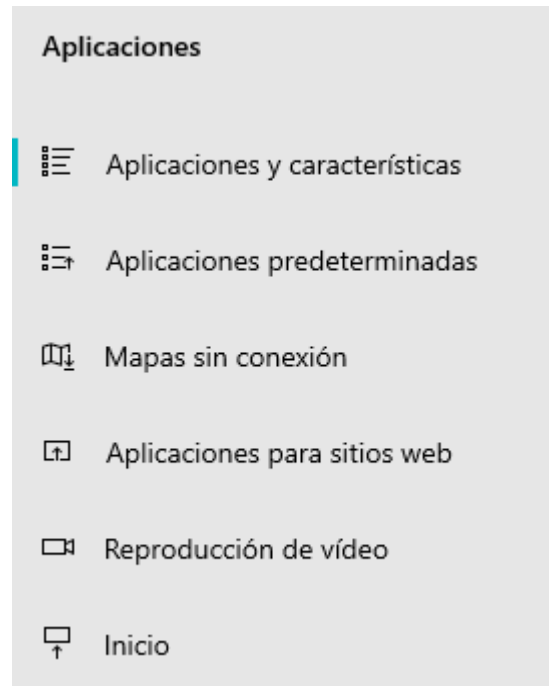 Aplicaciones
Aplicaciones y características
Aplicaciones predeterminadas
Mapas sin conexión
Aplicaciones para sitios web
Reproducción de vídeo
Inicio